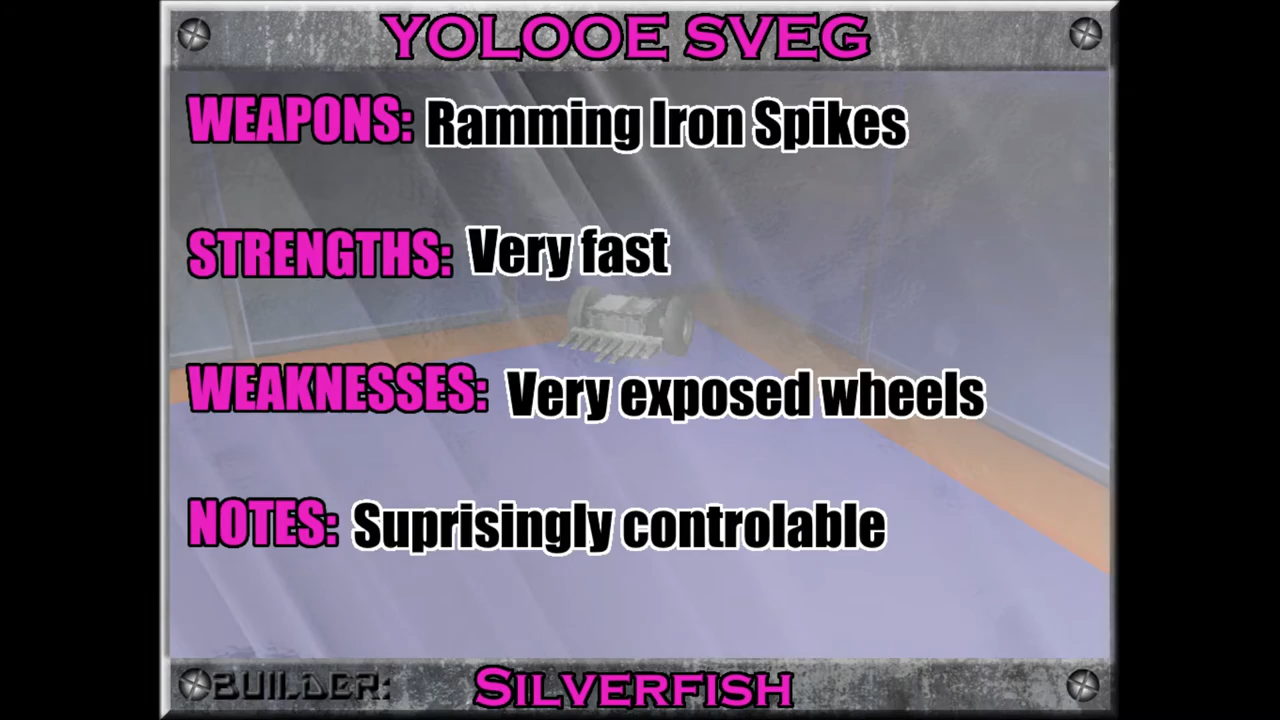 YOLOOE SVEG
WEAPONS: Ramming Iron Spikes
STRENGTHS: Very fast
WEAKNESSES: Very exposed wheels
NOTES: Suprisingly controlable
BUILDER: SILVERFISH